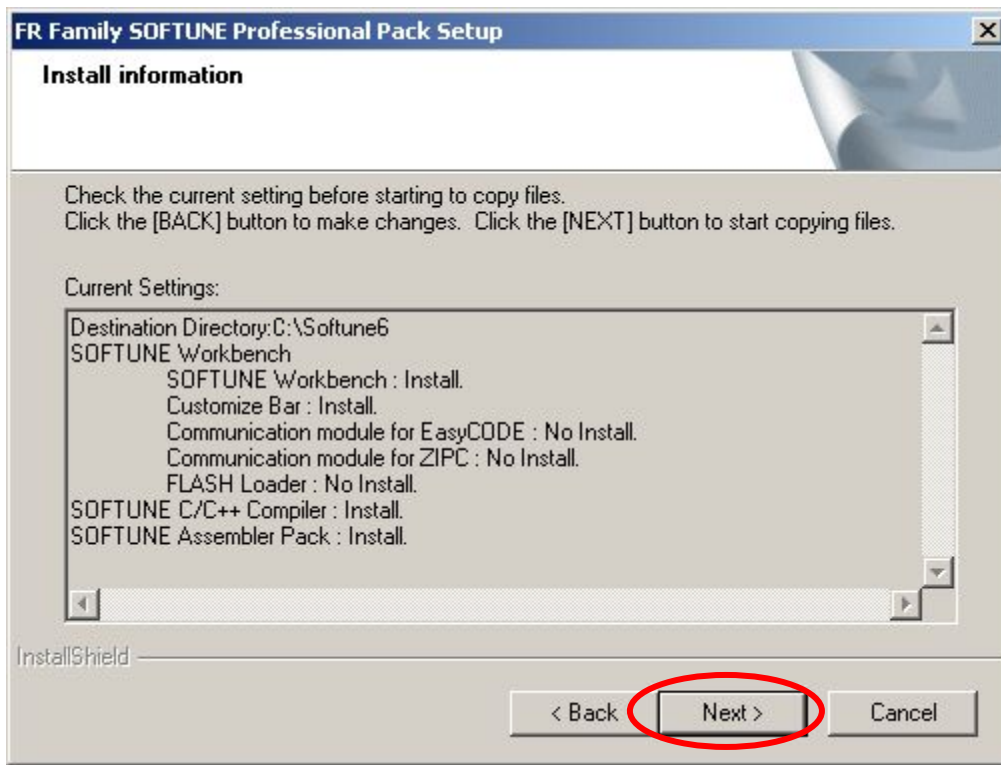 FR Family SOFTUNE Professional Pack Setup
Install information
Check the current setting before starting to copy files.
Click the [BACK] button to make changes.  Click the [NEXT] button to start copying files.
Current Settings:
Destination Directory:C:\Softune6
SOFTUNE Workbench
SOFTUNE Workbench : Install.
Customize Bar : Install.
Communication module for EasyCODE : No Install.
Communication module for ZIPC : No Install.
FLASH Loader : No Install.
SOFTUNE C/C++ Compiler : Install.
SOFTUNE Assembler Pack : Install.
InstallShield
< Back Next > Cancel